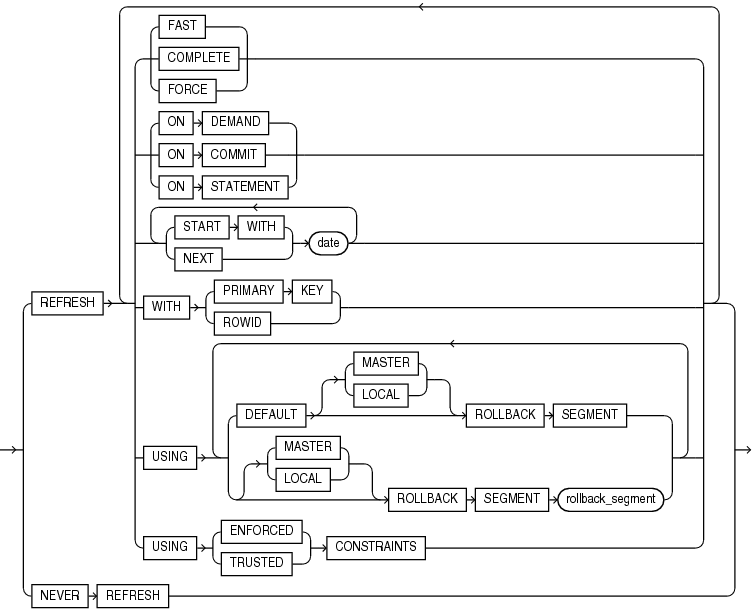 FAST
COMPLETE
FORCE
ON DEMAND
ON COMMIT
ON STATEMENT
START WITH
date
NEXT
PRIMARY KEY
REFRESH
WITH
ROWID
MASTER
LOCAL
DEFAULT
ROLLBACK SEGMENT
MASTER
USING
LOCAL
ROLLBACK SEGMENT rollback_segment
ENFORCED
USING
CONSTRAINTS
TRUSTED
NEVER REFRESH